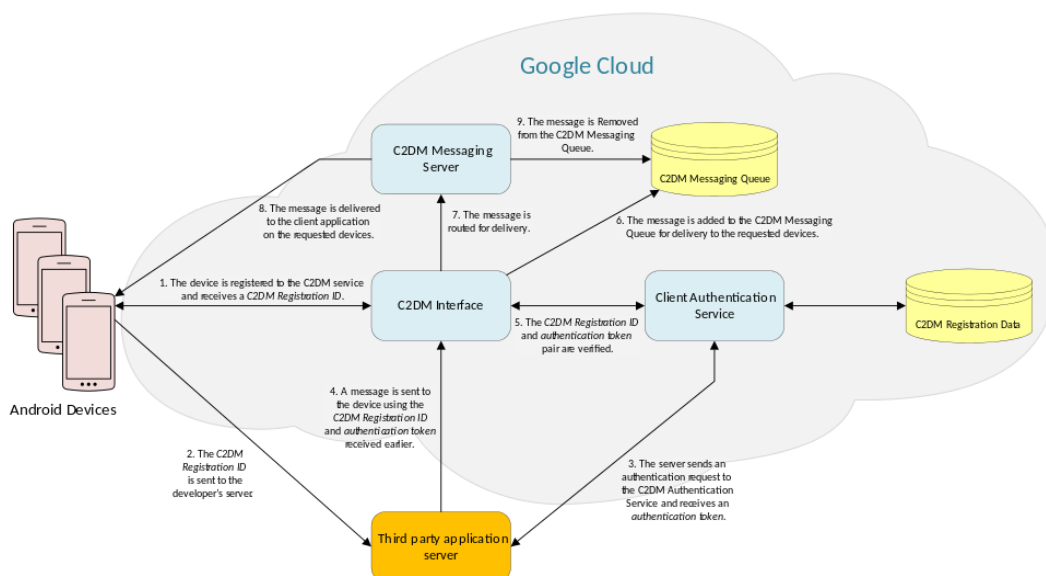 Google Cloud
9. The message is Removed
from the C2DM Messaging
Queue.
C2DM Messaging
Server
C2DM Messaging Queue
8. The message is delivered
to the client application
on the requested devices.
7. The message is
routed for delivery.
6. The message is added to the C2DM Messaging
Queue for delivery to the requested devices.
1. The device is registered to the C2DM service
and receives a C2DM Registration ID.
C2DM Interface
Client Authentication
Service
C2DM Registration Data
5. The C2DM Registration ID
and authentication token
pair are verified.
Android Devices
4. A message is sent to
the device using the
C2DM Registration ID
and authentication token
received earlier.
2. The C2DM
Registration ID
is sent to the
developer's server.
3. The server sends an
authentication request to
the C2DM Authentication
Service and receives an
authentication token.
Third party application
server